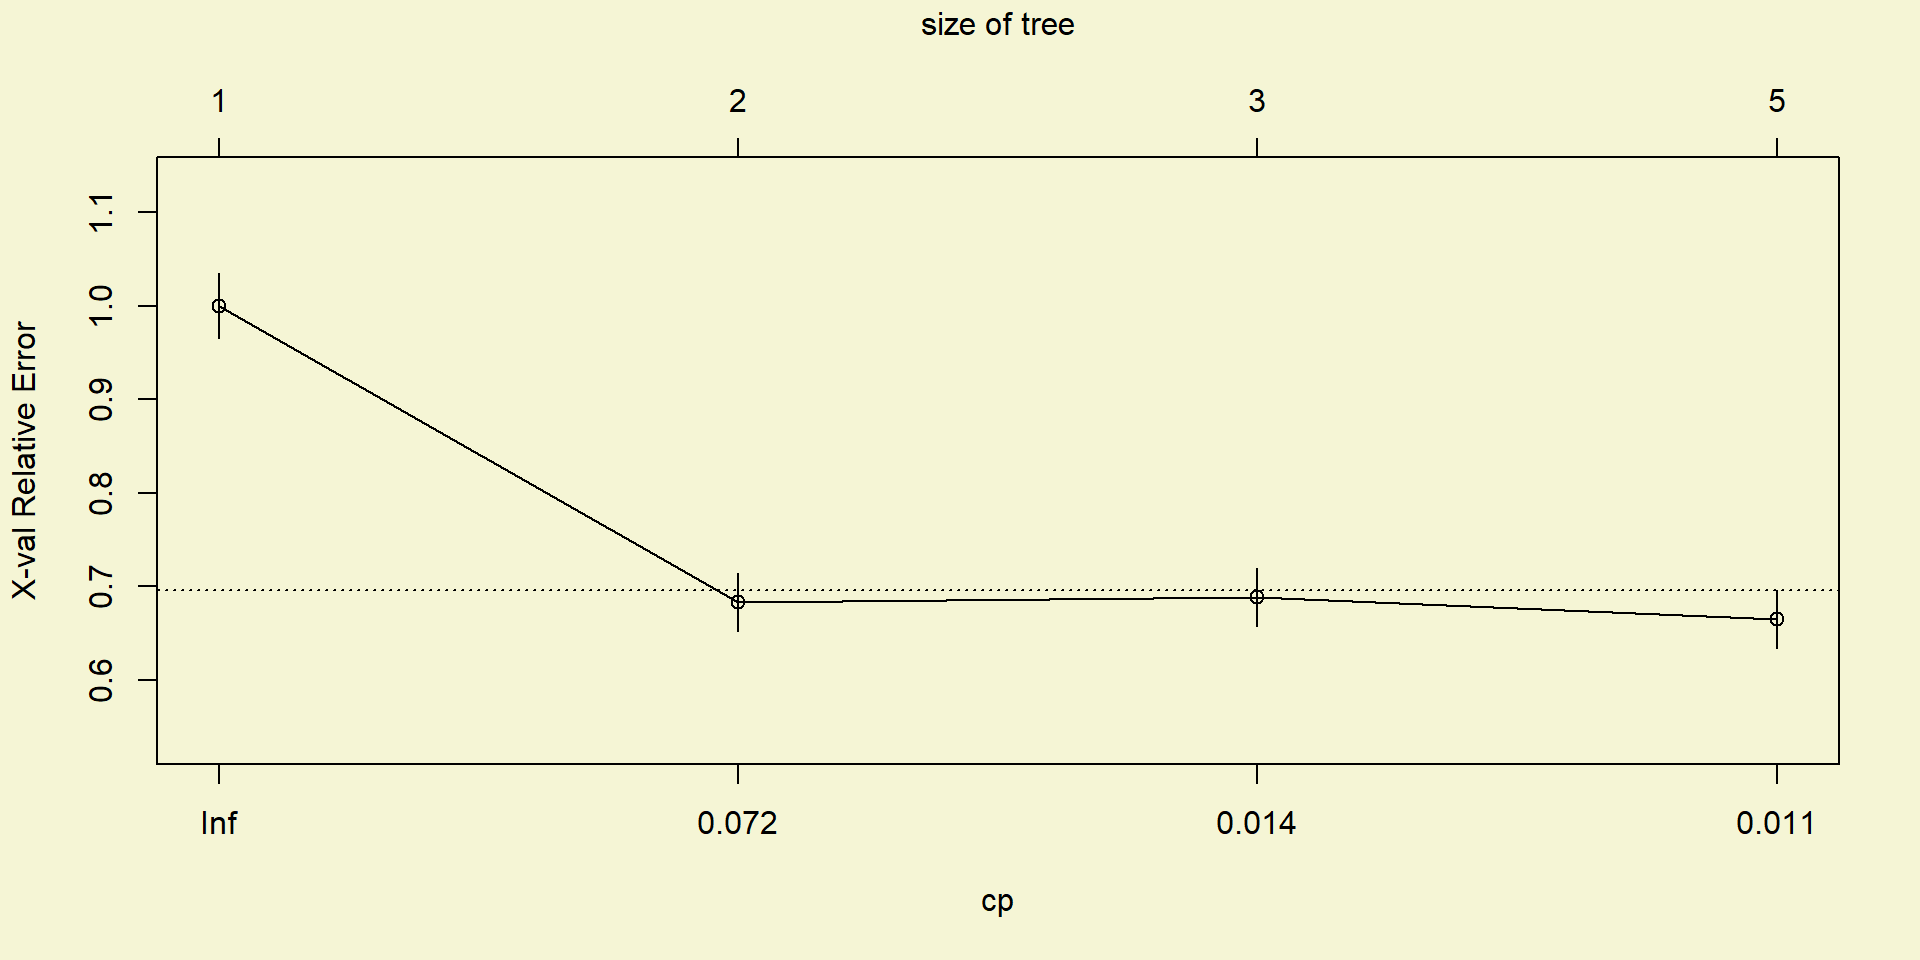 size of tree
1 2 3 5
1.1
1.0
0.9
0.8
0.7
0.6
X-val Relative Error
Inf 0.072 0.014 0.011
cp